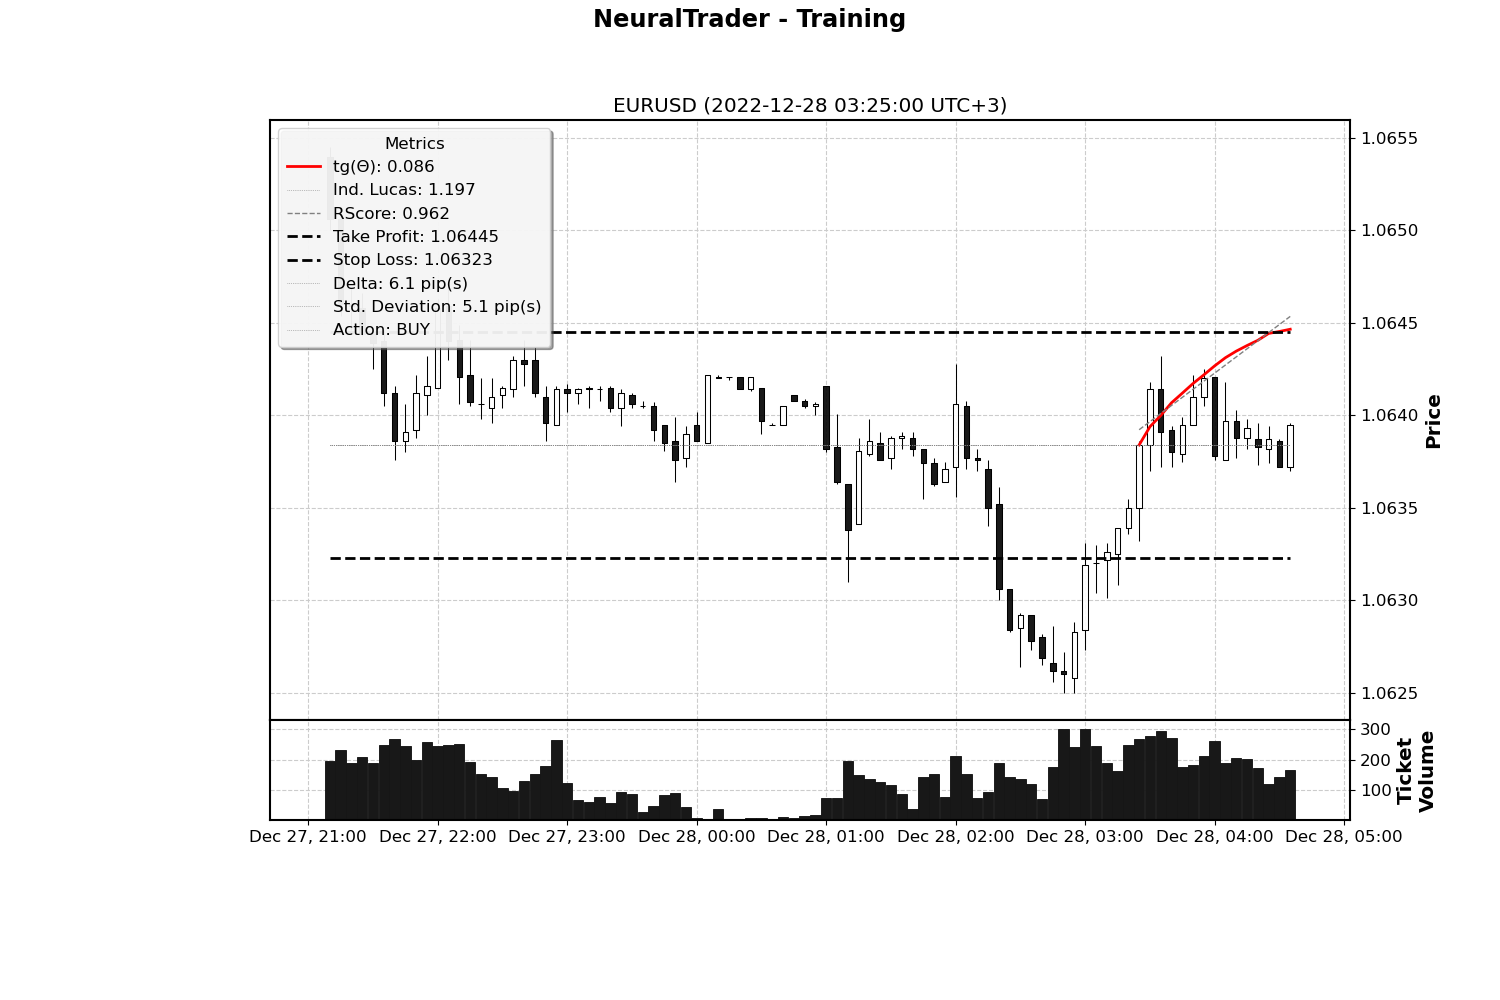 NeuralTrader - Training
EURUSD (2022-12-28 03:25:00 UTC+3)
Metrics
tg(Θ): 0.086
Ind. Lucas: 1.197
RScore: 0.962
Take Profit: 1.06445
Stop Loss: 1.06323
Delta: 6.1 pip(s)
Std. Deviation: 5.1 pip(s)
Action: BUY
1.0655
1.0650
1.0645
1.0640
1.0635
1.0630
1.0625
Price
300
200
100
Ticket
Volume
Dec 27, 21:00
Dec 27, 22:00
Dec 27, 23:00
Dec 28, 00:00
Dec 28, 01:00
Dec 28, 02:00
Dec 28, 03:00
Dec 28, 04:00
Dec 28, 05:00